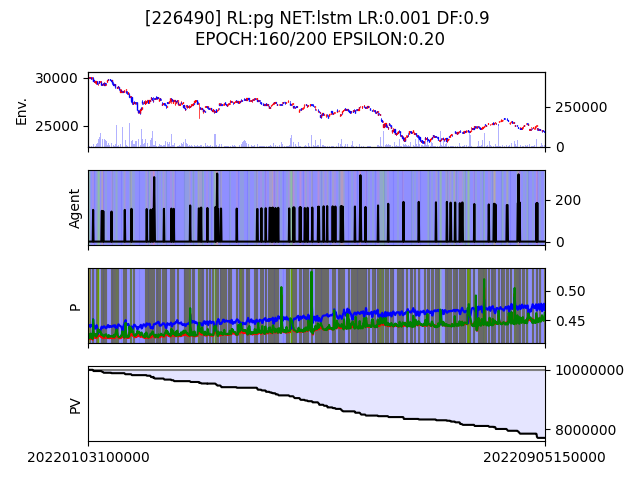 [226490] RL:pg NET:lstm LR:0.001 DF:0.9
EPOCH:160/200 EPSILON:0.20
Env.
30000
25000
250000
0
Agent
200
0
P
0.50
0.45
PV
10000000
8000000
20220103100000
20220905150000